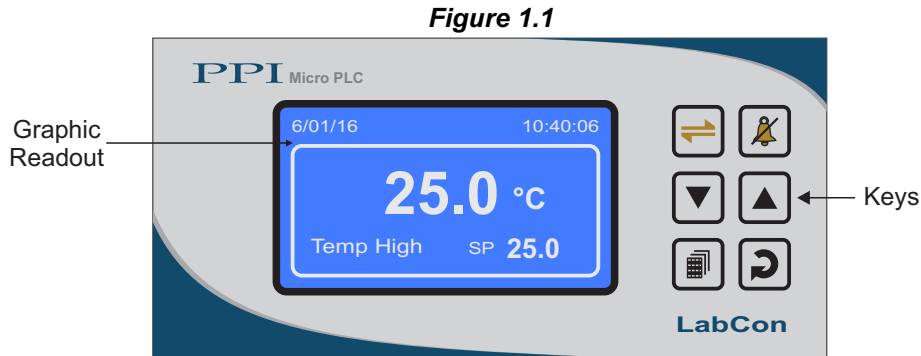 Figure 1.1
PPI Micro PLC
Graphic
Readout
6/01/16 10:40:06
25.0 °C
Temp High SP 25.0
Keys
LabCon